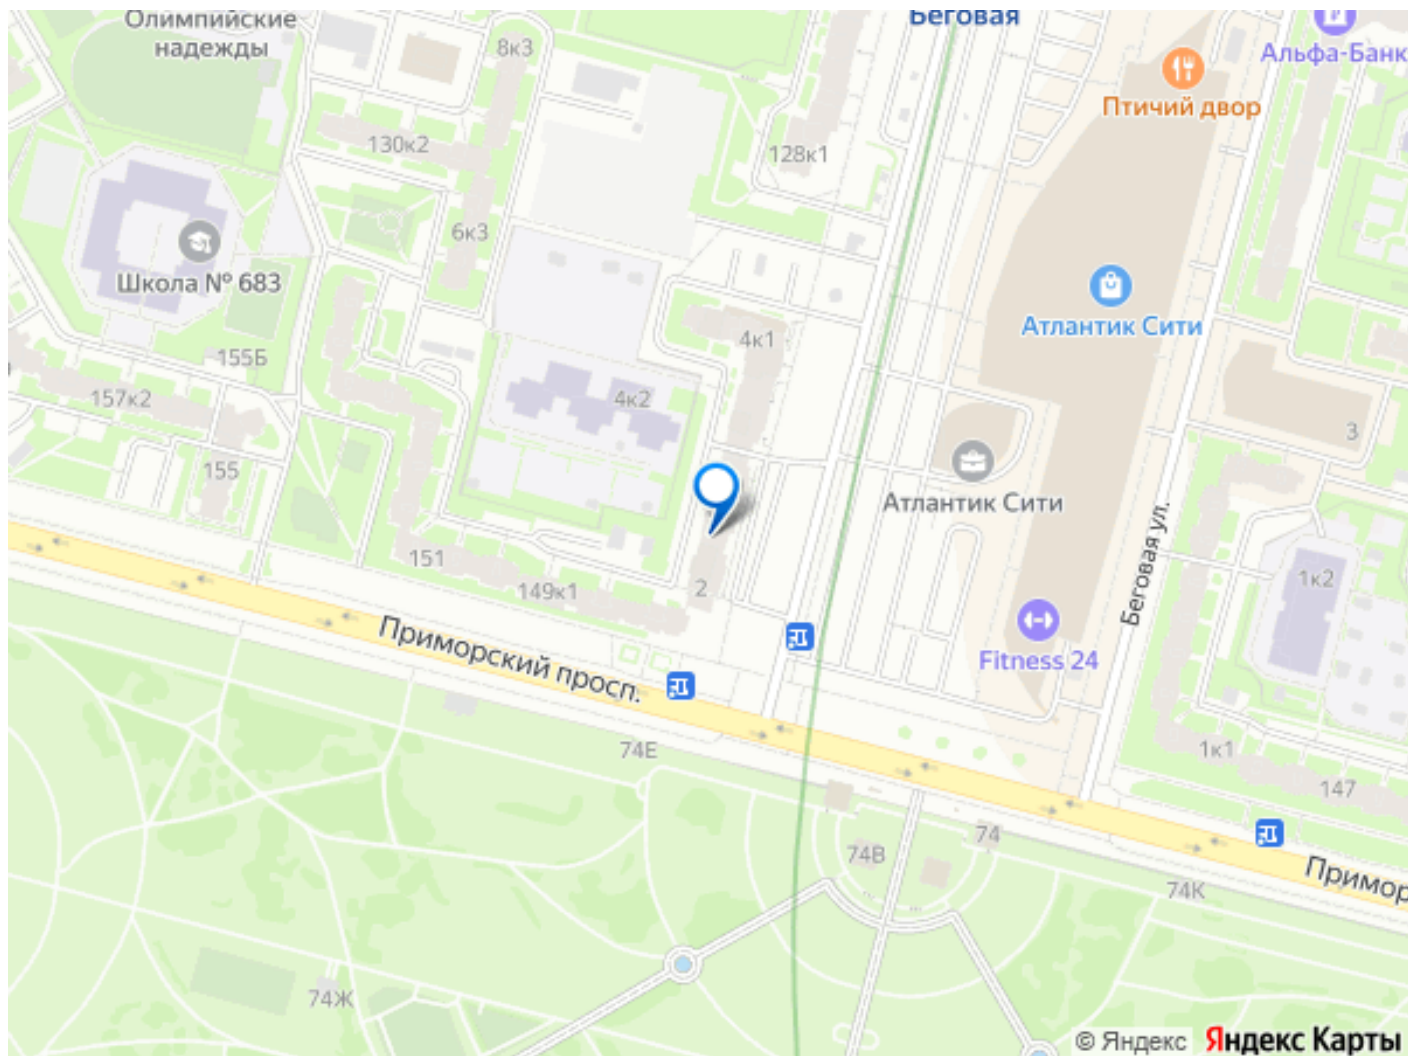 Олимпийские
надежды
8к3
Беговая
Альфа-Банк
Птичий двор
130к2
128к1
6к3
Школа № 683
Атлантик Сити
4к1
155Б
157к2
4к2
3
155
Атлантик Сити
Беговая ул.
151
149к1
2
1к2
Приморский просп.
Fitness 24
74Е
1к1
147
74
74В
Примор
74К
74Ж
© Яндекс Яндекс Карты